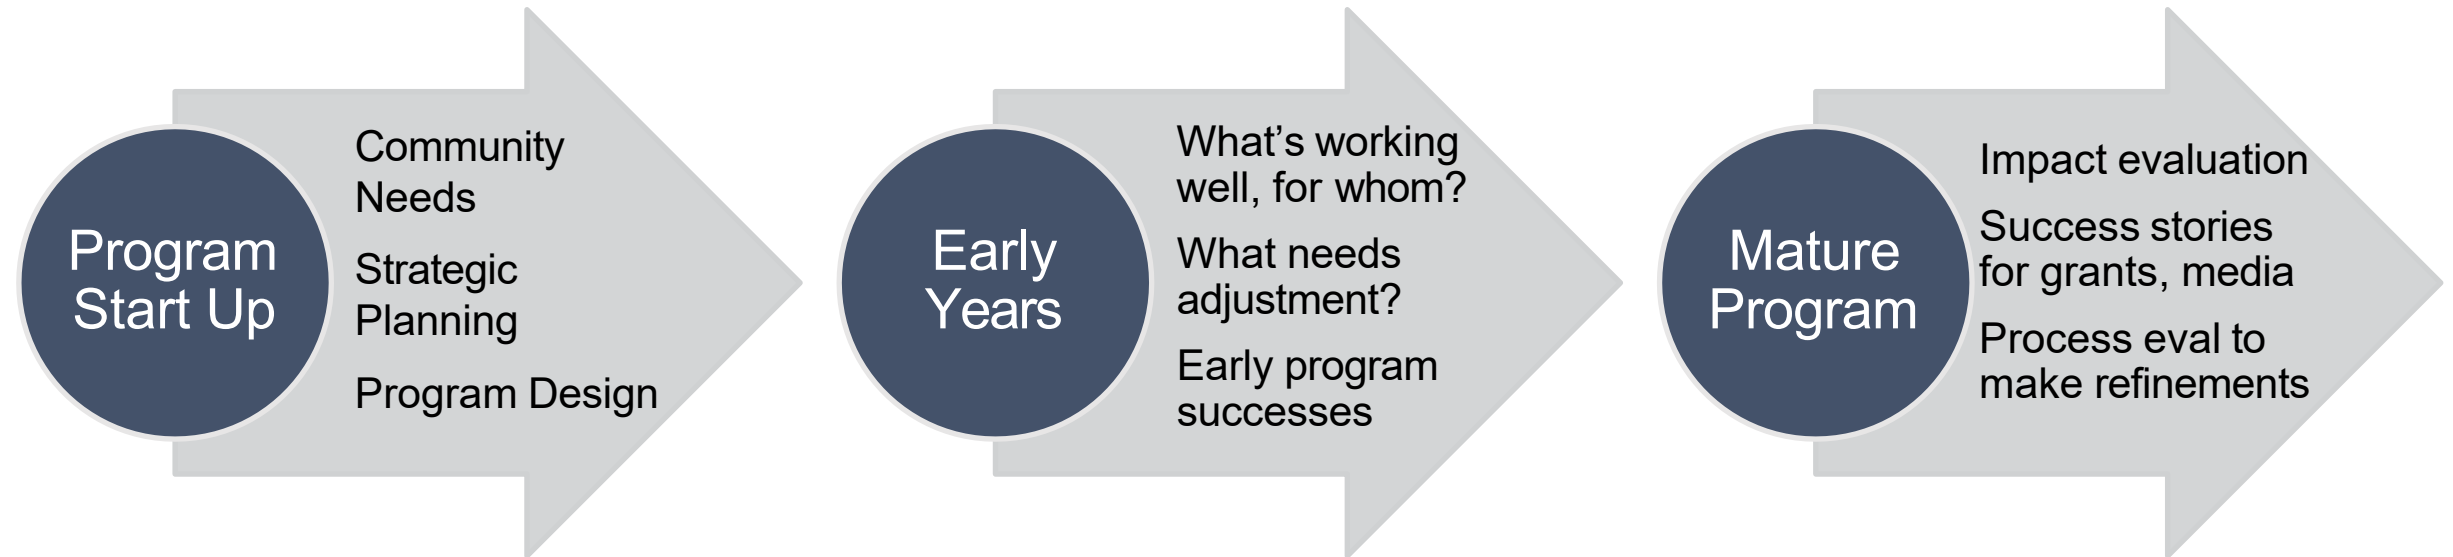 Program
Start Up
Community
Needs
Strategic
Planning
Program Design
Early
Years
What’s working
well, for whom?
What needs
adjustment?
Early program
successes
Mature
Program
Impact evaluation
Success stories
for grants, media
Process eval to
make refinements